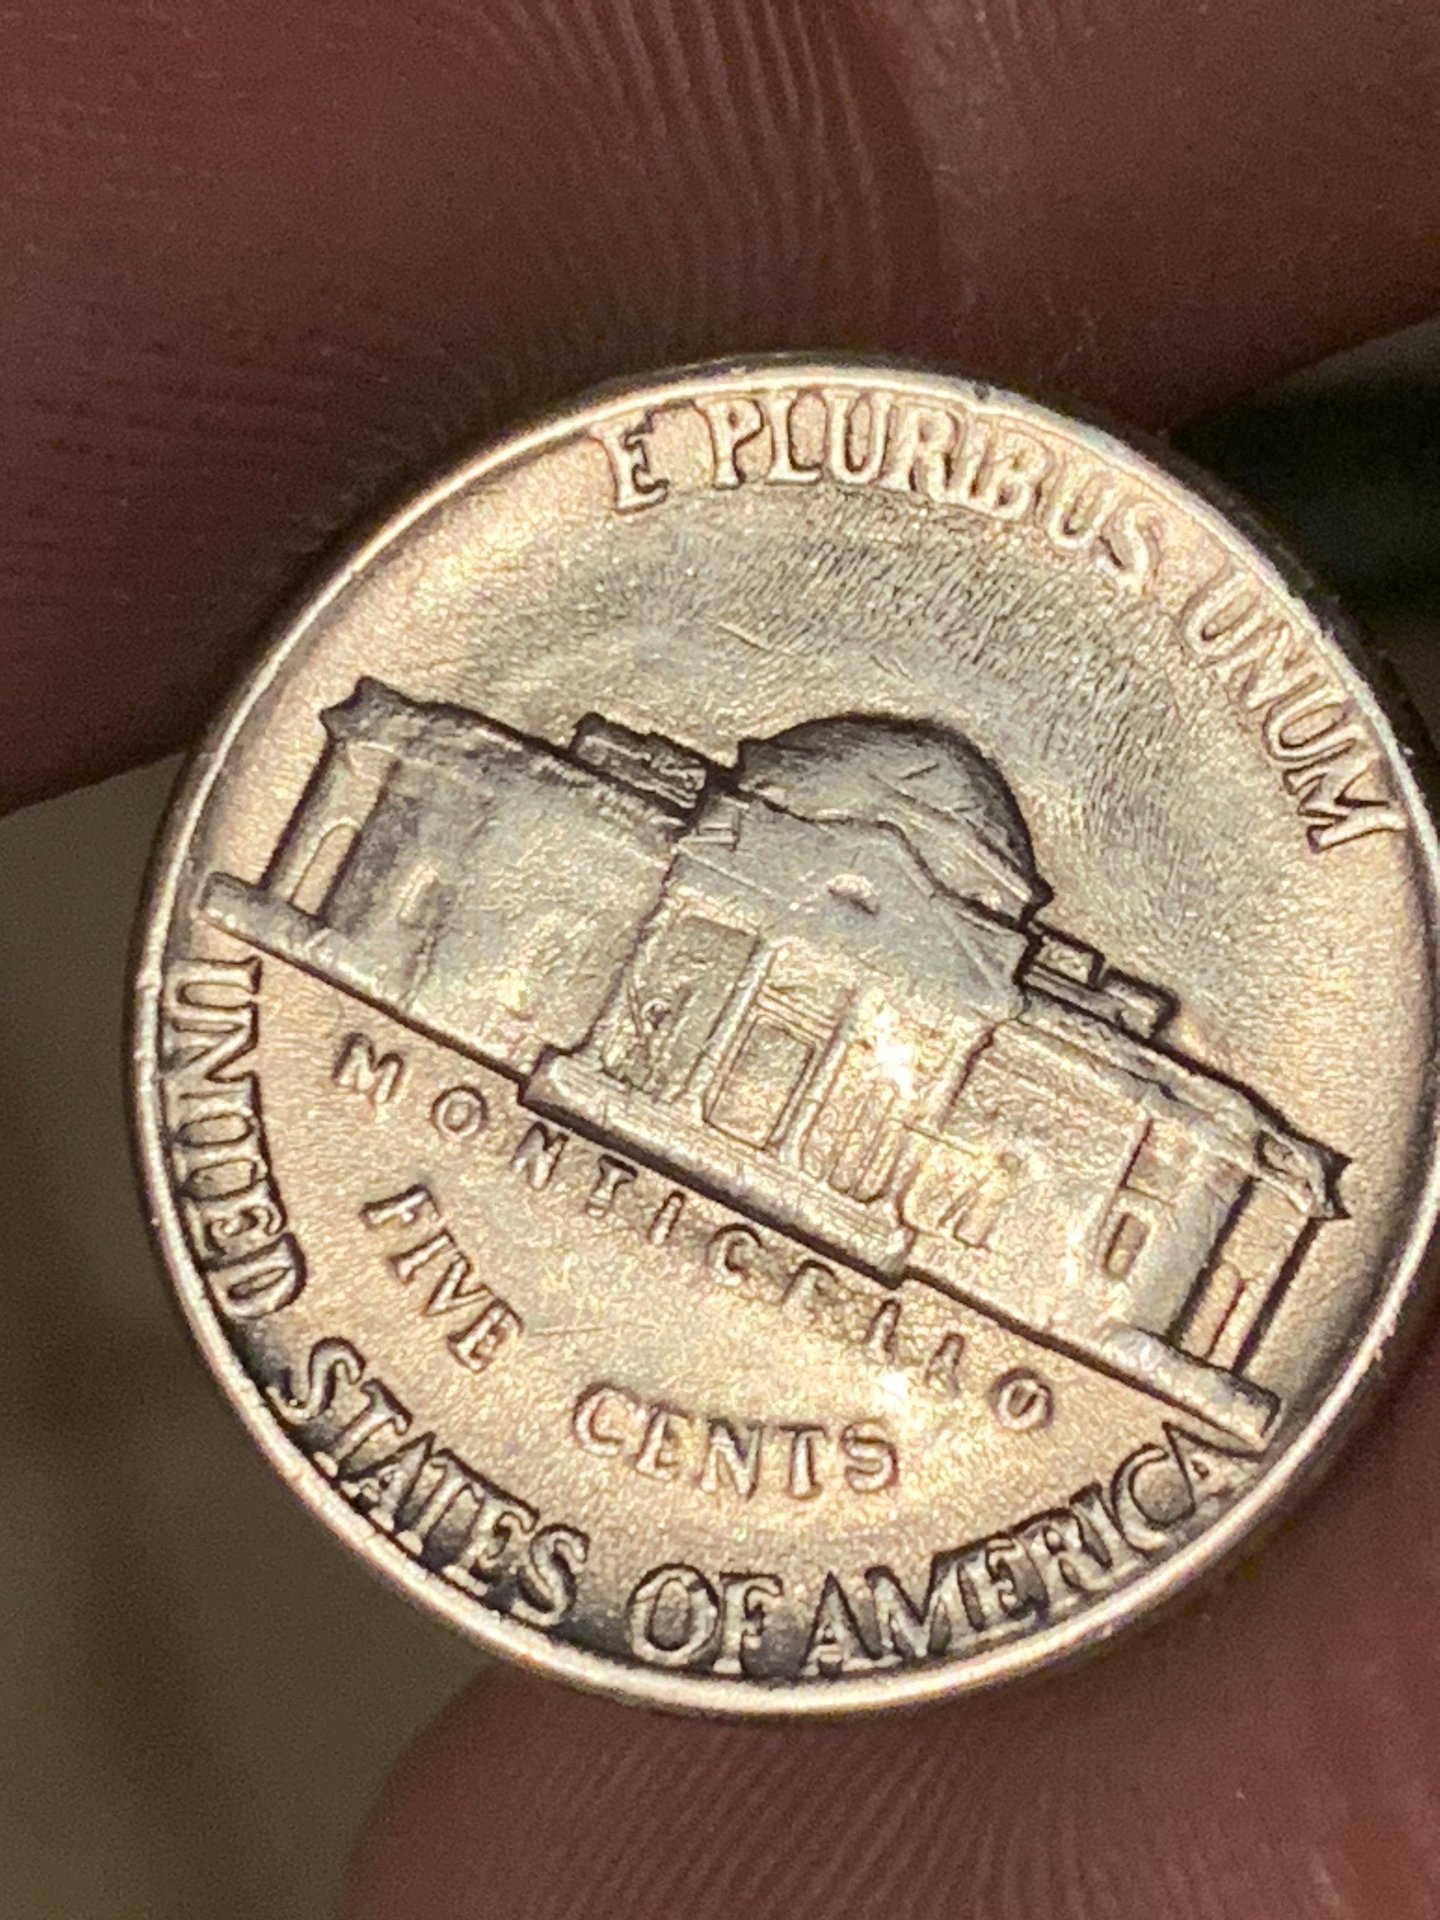 E PLURIBUS UNUM
MONTICELLO
FIVE CENTS
UNITED STATES OF AMERICA